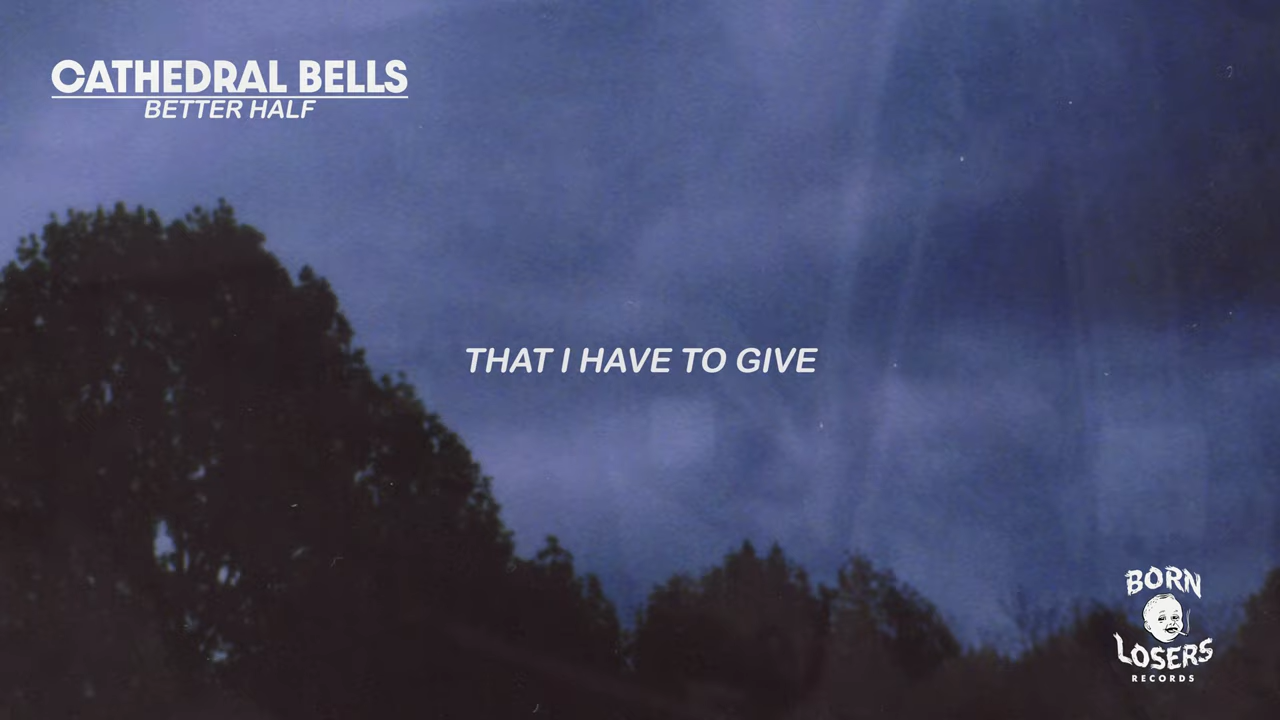 CATHEDRAL BELLS
BETTER HALF
THAT I HAVE TO GIVE
BORN
LOSERS
RECORDS